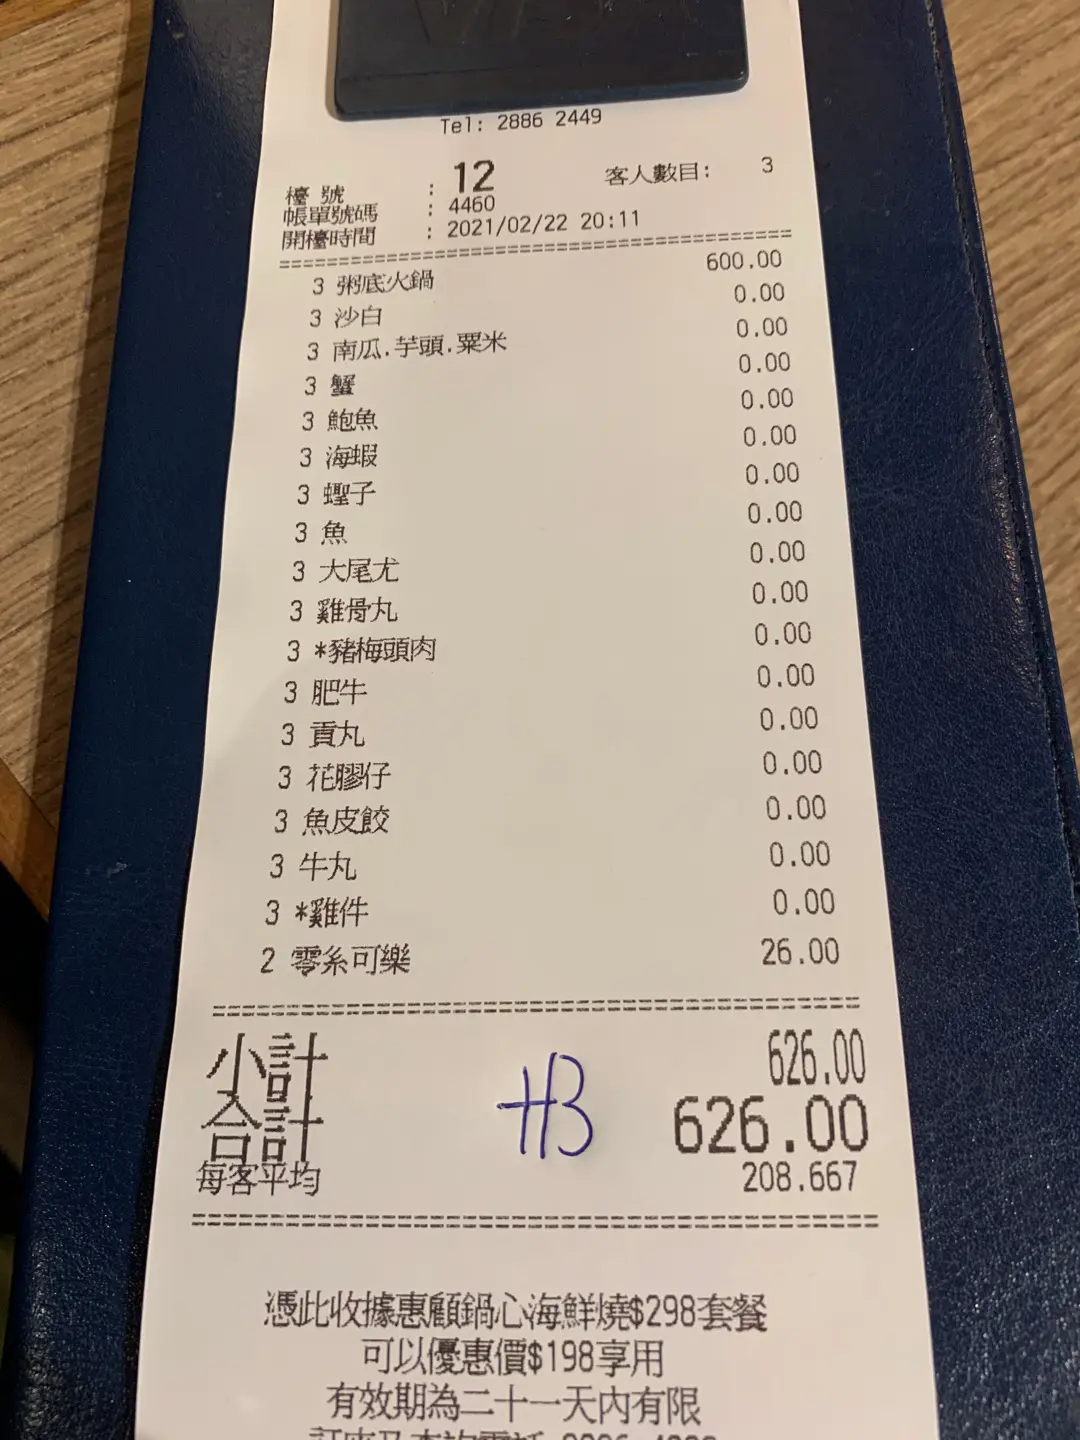 Tel: 2886 2449
檯 號 : 12 客人數目: 3
帳單號碼 : 4460
開檯時間 : 2021/02/22 20:11
3 粥底火鍋 600.00
3 沙白 0.00
3 南瓜.芋頭.粟米 0.00
3 蟹 0.00
3 鮑魚 0.00
3 海蝦 0.00
3 蟶子 0.00
3 魚 0.00
3 大尾尤 0.00
3 雞骨丸 0.00
3 *豬梅頭肉 0.00
3 肥牛 0.00
3 貢丸 0.00
3 花膠仔 0.00
3 魚皮餃 0.00
3 牛丸 0.00
3 *雞件 0.00
2 零系可樂 26.00
小計 626.00
合計 626.00
每客平均 208.667
憑此收據惠顧鍋心海鮮燒$298套餐
可以優惠價$198享用
有效期為二十一天內有限